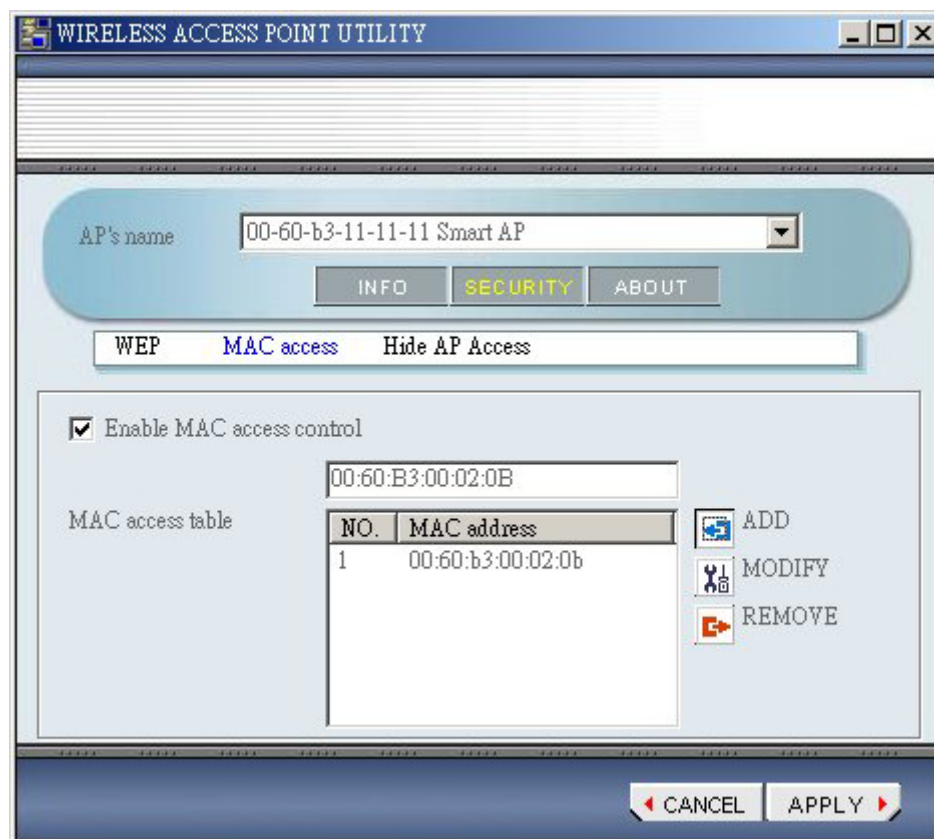 WIRELESS ACCESS POINT UTILITY
AP's name 00-60-b3-11-11-11 Smart AP
INFO SECURITY ABOUT
WEP MAC access Hide AP Access
Enable MAC access control
00:60:B3:00:02:0B
MAC access table
NO. MAC address
1 00:60:b3:00:02:0b
ADD
MODIFY
REMOVE
CANCEL APPLY